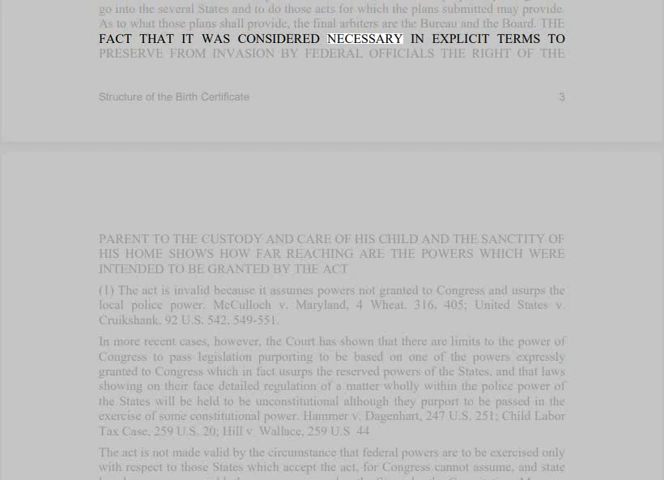 go into the several States and to do those acts for which the plans submitted may provide.
As to what those plans shall provide, the final arbiters are the Bureau and the Board. THE
FACT THAT IT WAS CONSIDERED NECESSARY IN EXPLICIT TERMS TO
PRESERVE FROM INVASION BY FEDERAL OFFICIALS THE RIGHT OF THE
Structure of the Birth Certificate 3
PARENT TO THE CUSTODY AND CARE OF HIS CHILD AND THE SANCTITY OF
HIS HOME SHOWS HOW FAR REACHING ARE THE POWERS WHICH WERE
INTENDED TO BE GRANTED BY THE ACT
(1) The act is invalid because it assumes powers not granted to Congress and usurps the
local police power. McCulloch v. Maryland, 4 Wheat. 316, 405; United States v.
Cruikshank, 92 U.S. 542, 549-551.
In more recent cases, however, the Court has shown that there are limits to the power of
Congress to pass legislation purporting to be based on one of the powers expressly
granted to Congress which in fact usurps the reserved powers of the States, and that laws
showing on their face detailed regulation of a matter wholly within the police power of
the States will be held to be unconstitutional although they purport to be passed in the
exercise of some constitutional power. Hammer v. Dagenhart, 247 U.S. 251; Child Labor
Tax Case, 259 U.S. 20; Hill v. Wallace, 259 U.S. 44
The act is not made valid by the circumstance that federal powers are to be exercised only
with respect to those States which accept the act, for Congress cannot assume, and state